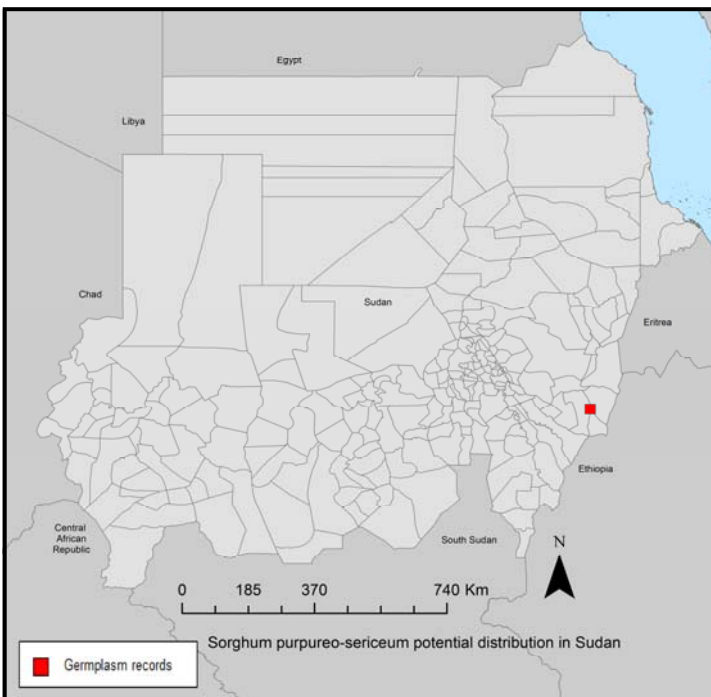 Egypt
Libya
Chad
Sudan
Eritrea
Ethiopia
Central
African
Republic
South Sudan
N
0 185 370 740 Km
Sorghum purpureo-sericeum potential distribution in Sudan
Germplasm records